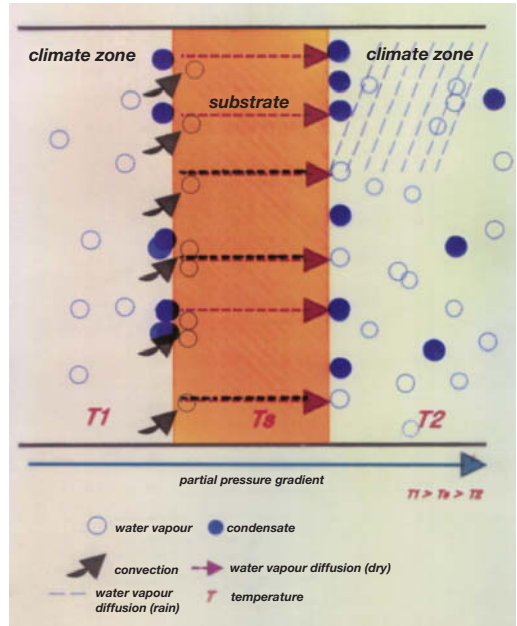 climate zone
climate zone
substrate
T1
Ts
T2
partial pressure gradient
T1 > Ts > T2
water vapour
condensate
convection
water vapour diffusion (dry)
water vapour
diffusion (rain)
T
temperature